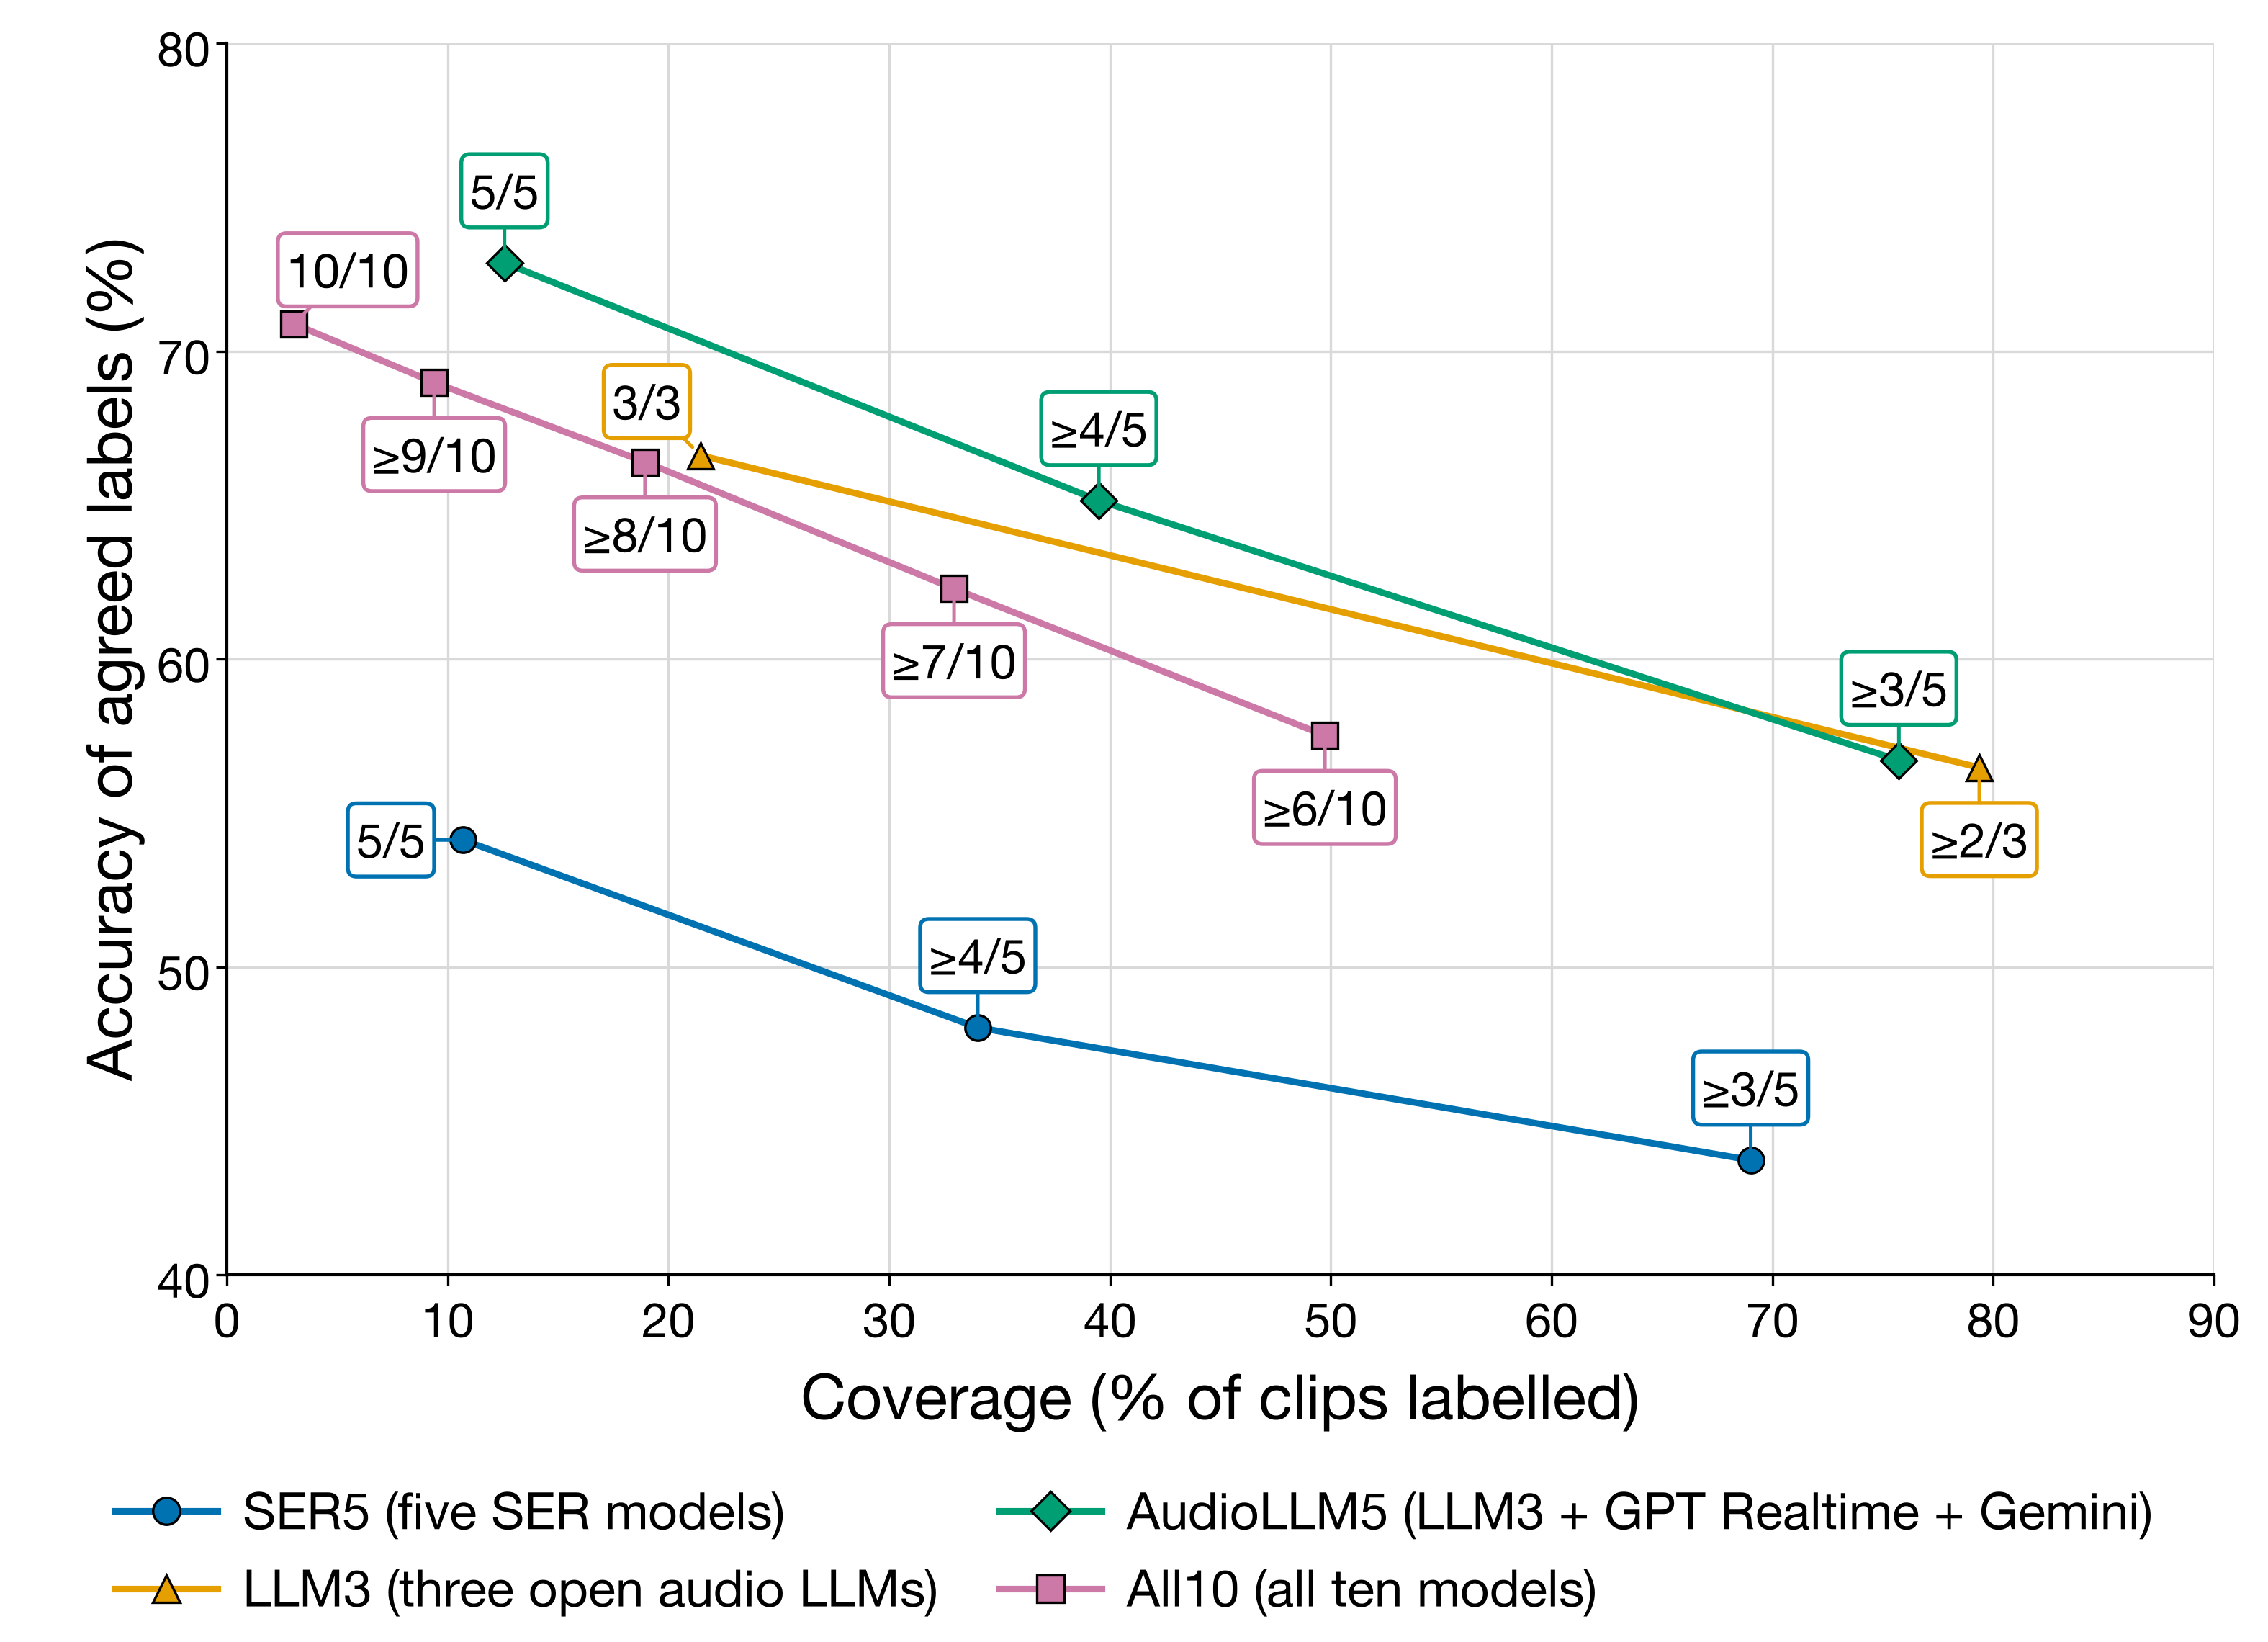 80
70
60
50
40
Accuracy of agreed labels (%)
5/5
10/10
3/3
≥4/5
≥9/10
≥8/10
≥7/10
≥3/5
≥6/10
≥2/3
5/5
≥4/5
≥3/5
0 10 20 30 40 50 60 70 80 90
Coverage (% of clips labelled)
SER5 (five SER models)
LLM3 (three open audio LLMs)
AudioLLM5 (LLM3 + GPT Realtime + Gemini)
All10 (all ten models)